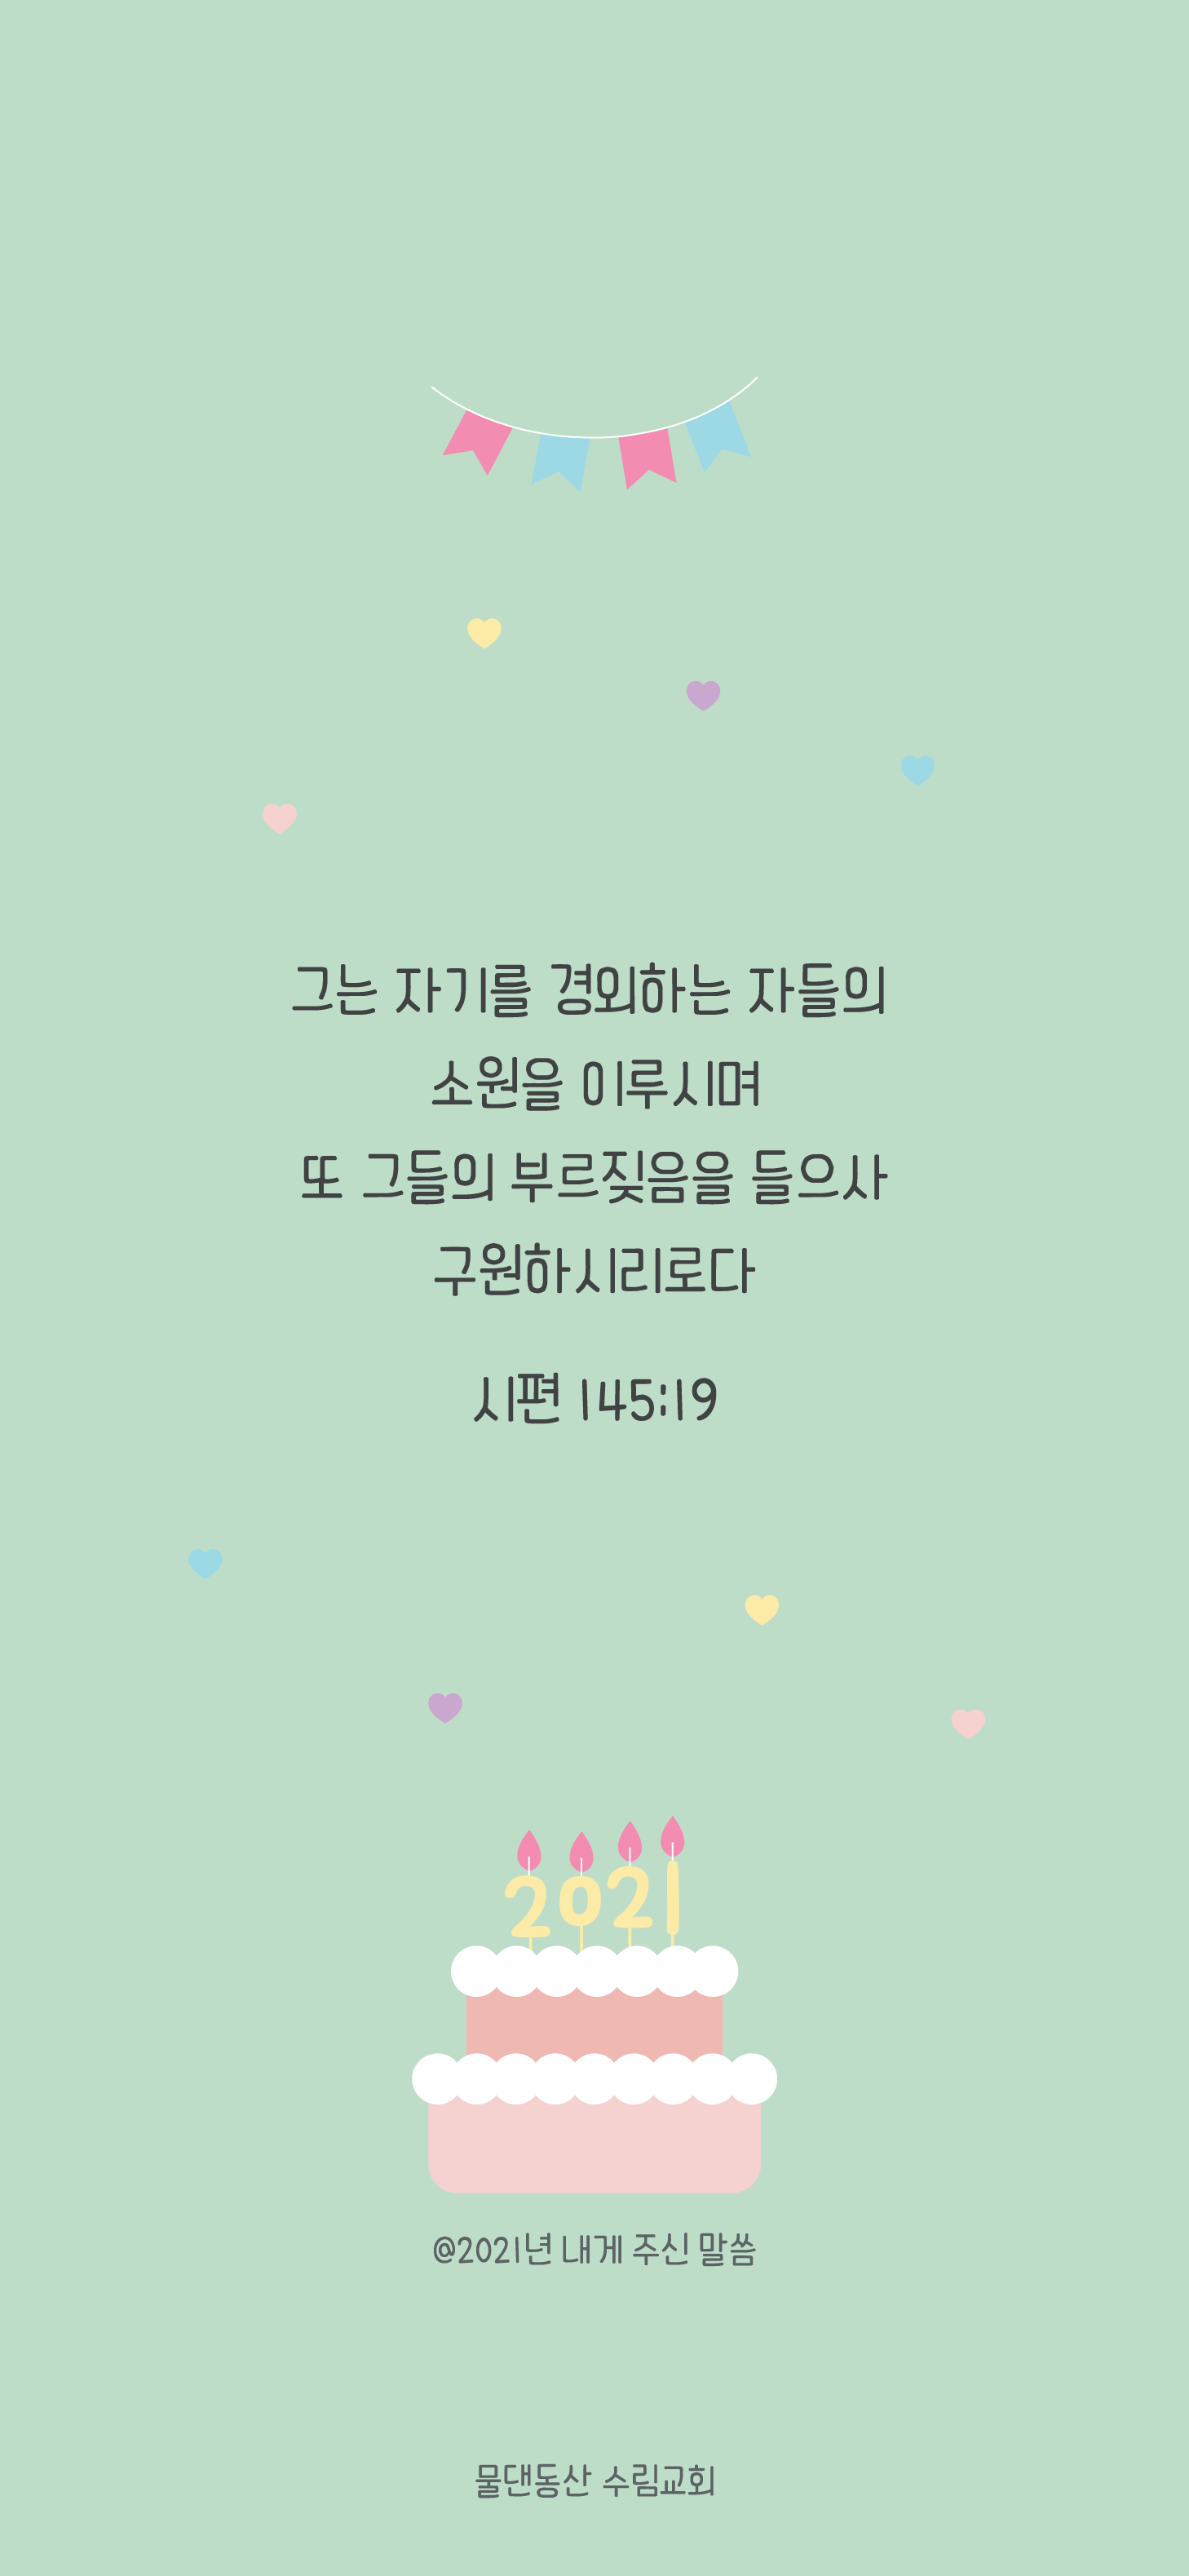 그는 자기를 경외하는 자들의
소원을 이루시며
또 그들의 부르짖음을 들으사
구원하시리로다
시편 145:19
2021
@2021년 내게 주신 말씀
물댄동산 수림교회